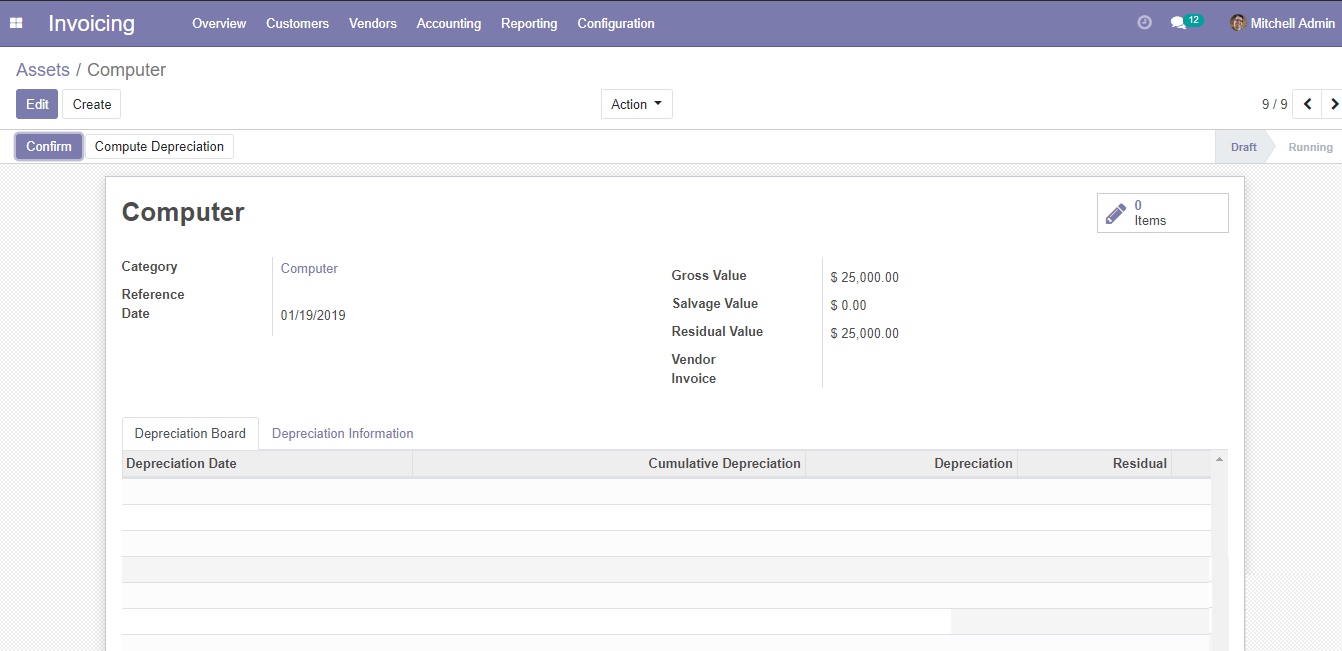 Invoicing Overview Customers Vendors Accounting Reporting Configuration 12 Mitchell Admin
Assets / Computer
Edit Create Action 9 / 9
Confirm Compute Depreciation Draft Running
Computer
0
Items
Category Computer
Reference
Date 01/19/2019
Gross Value $ 25,000.00
Salvage Value $ 0.00
Residual Value $ 25,000.00
Vendor
Invoice
Depreciation Board Depreciation Information
Depreciation Date Cumulative Depreciation Depreciation Residual